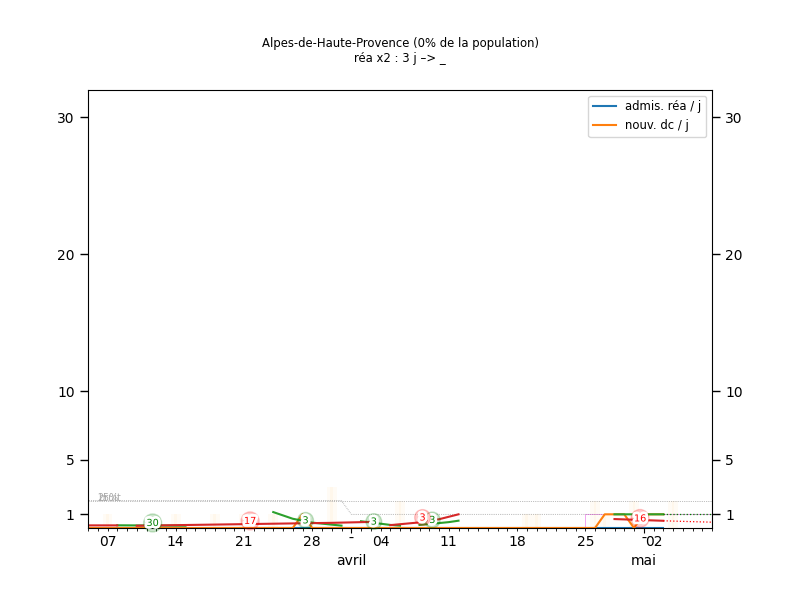 Alpes-de-Haute-Provence (0% de la population)
réa x2 : 3 j –> _
admis. réa / j
nouv. dc / j
30 30
20 20
10 10
5 5
1 1
30 17 3 3 3 3 16
07 14 21 28 - 04 11 18 25 02
avril mai